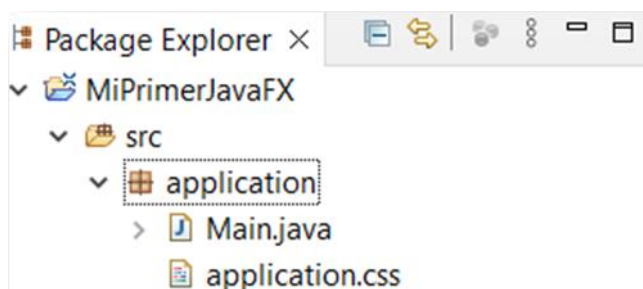 Package Explorer
MiPrimerJavaFX
src
application
Main.java
application.css